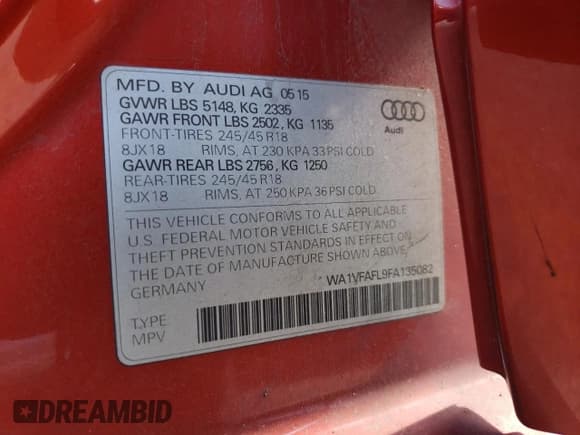 MFD. BY AUDI AG 05 15
GVWR LBS 5148, KG 2335
GAWR FRONT LBS 2502, KG 1135
FRONT-TIRES 245/45 R18
8JX18 RIMS, AT 230 KPA 33 PSI COLD
GAWR REAR LBS 2756, KG 1250
REAR-TIRES 245/45 R18
8JX18 RIMS, AT 250 KPA 36 PSI COLD
Audi
THIS VEHICLE CONFORMS TO ALL APPLICABLE
U.S. FEDERAL MOTOR VEHICLE SAFETY AND
THEFT PREVENTION STANDARDS IN EFFECT ON
THE DATE OF MANUFACTURE SHOWN ABOVE.
GERMANY
WA1VFAFL9FA135082
TYPE
MPV
DREAMBID